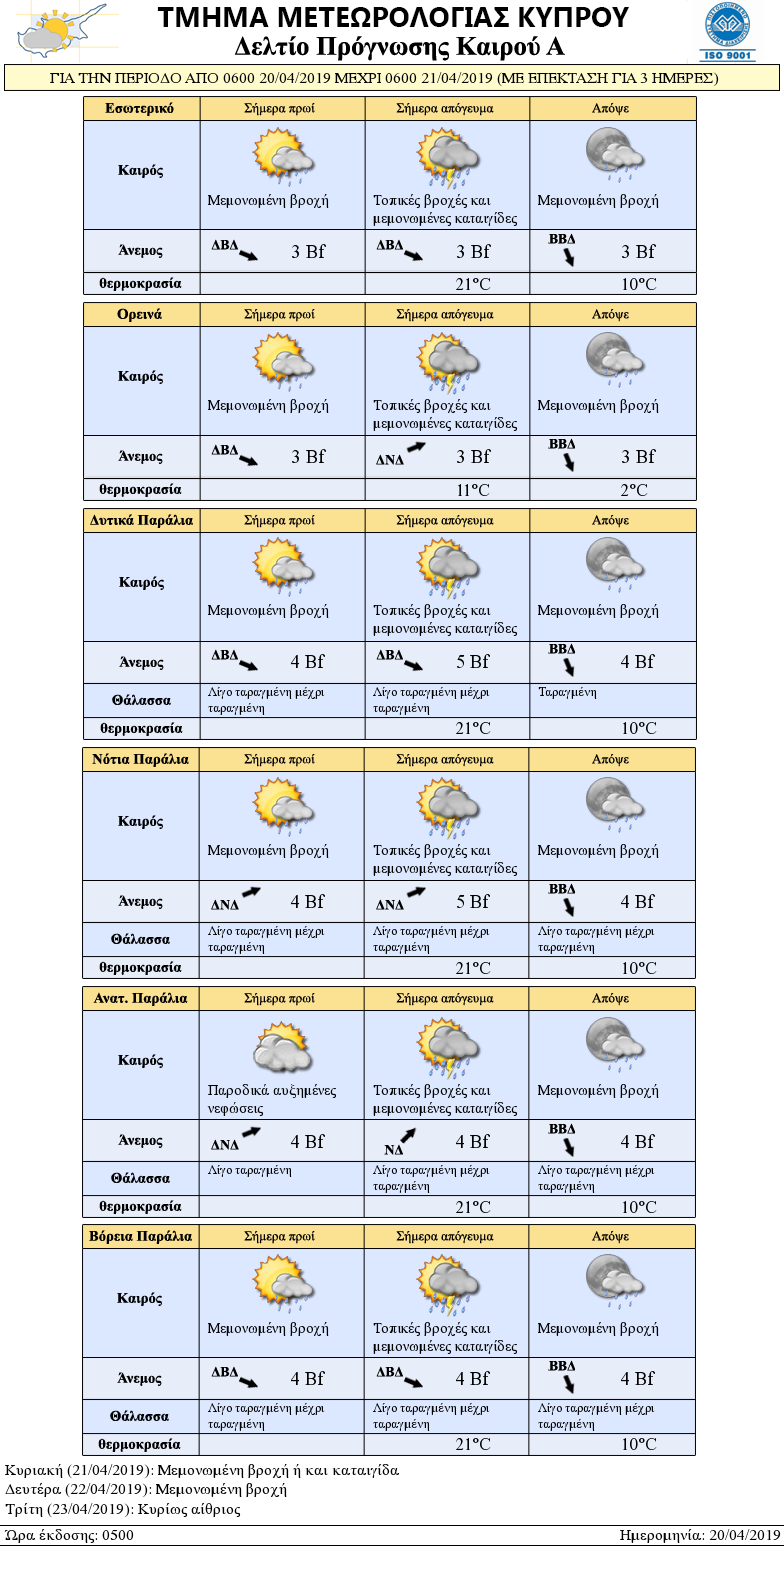 ΤΜΗΜΑ ΜΕΤΕΩΡΟΛΟΓΙΑΣ ΚΥΠΡΟΥ
Δελτίο Πρόγνωσης Καιρού Α
ISO 9001
ΓΙΑ ΤΗΝ ΠΕΡΙΟΔΟ ΑΠΟ 0600 20/04/2019 ΜΕΧΡΙ 0600 21/04/2019 (ΜΕ ΕΠΕΚΤΑΣΗ ΓΙΑ 3 ΗΜΕΡΕΣ)
Εσωτερικό Σήμερα πρωί Σήμερα απόγευμα Απόψε
Καιρός
Μεμονωμένη βροχή Τοπικές βροχές και Μεμονωμένη βροχή
μεμονωμένες καταιγίδες
Άνεμος ΔΒΔ 3 Bf ΔΒΔ 3 Bf ΒΒΔ 3 Bf
θερμοκρασία 21°C 10°C
Ορεινά Σήμερα πρωί Σήμερα απόγευμα Απόψε
Καιρός
Μεμονωμένη βροχή Τοπικές βροχές και Μεμονωμένη βροχή
μεμονωμένες καταιγίδες
Άνεμος ΔΒΔ 3 Bf ΔΝΔ 3 Bf ΒΒΔ 3 Bf
θερμοκρασία 11°C 2°C
Δυτικά Παράλια Σήμερα πρωί Σήμερα απόγευμα Απόψε
Καιρός
Μεμονωμένη βροχή Τοπικές βροχές και Μεμονωμένη βροχή
μεμονωμένες καταιγίδες
Άνεμος ΔΒΔ 4 Bf ΔΒΔ 5 Bf ΒΒΔ 4 Bf
Θάλασσα Λίγο ταραγμένη μέχρι Λίγο ταραγμένη μέχρι Ταραγμένη
ταραγμένη ταραγμένη
θερμοκρασία 21°C 10°C
Νότια Παράλια Σήμερα πρωί Σήμερα απόγευμα Απόψε
Καιρός
Μεμονωμένη βροχή Τοπικές βροχές και Μεμονωμένη βροχή
μεμονωμένες καταιγίδες
Άνεμος ΔΝΔ 4 Bf ΔΝΔ 5 Bf ΒΒΔ 4 Bf
Θάλασσα Λίγο ταραγμένη μέχρι Λίγο ταραγμένη μέχρι Λίγο ταραγμένη μέχρι
ταραγμένη ταραγμένη ταραγμένη
θερμοκρασία 21°C 10°C
Ανατ. Παράλια Σήμερα πρωί Σήμερα απόγευμα Απόψε
Καιρός
Παροδικά αυξημένες Τοπικές βροχές και Μεμονωμένη βροχή
νεφώσεις μεμονωμένες καταιγίδες
Άνεμος ΔΝΔ 4 Bf ΝΔ 4 Bf ΒΒΔ 4 Bf
Θάλασσα Λίγο ταραγμένη Λίγο ταραγμένη μέχρι Λίγο ταραγμένη μέχρι
ταραγμένη ταραγμένη
θερμοκρασία 21°C 10°C
Βόρεια Παράλια Σήμερα πρωί Σήμερα απόγευμα Απόψε
Καιρός
Μεμονωμένη βροχή Τοπικές βροχές και Μεμονωμένη βροχή
μεμονωμένες καταιγίδες
Άνεμος ΔΒΔ 4 Bf ΔΒΔ 4 Bf ΒΒΔ 4 Bf
Θάλασσα Λίγο ταραγμένη μέχρι Λίγο ταραγμένη μέχρι Λίγο ταραγμένη μέχρι
ταραγμένη ταραγμένη ταραγμένη
θερμοκρασία 21°C 10°C
Κυριακή (21/04/2019): Μεμονωμένη βροχή ή και καταιγίδα
Δευτέρα (22/04/2019): Μεμονωμένη βροχή
Τρίτη (23/04/2019): Κυρίως αίθριος
Ώρα έκδοσης: 0500 Ημερομηνία: 20/04/2019